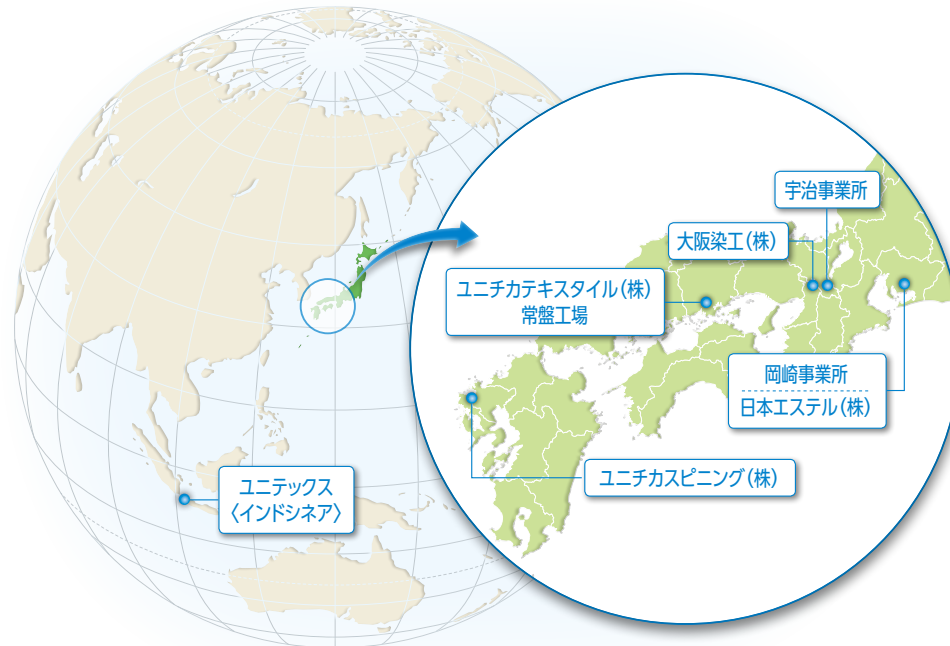 宇治事業所
大阪染工(株)
ユニチカテキスタイル(株)
常盤工場
岡崎事業所
日本エステル(株)
ユニチカスピニング(株)
ユニテックス
〈インドシネア〉